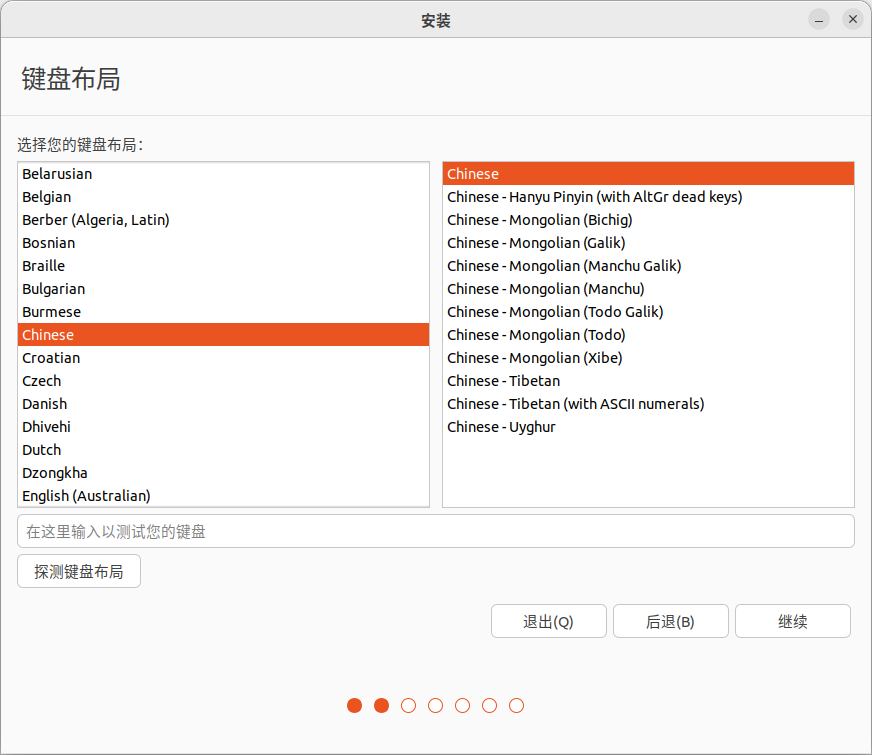 安装
键盘布局
选择您的键盘布局：
Belarusian
Belgian
Berber (Algeria, Latin)
Bosnian
Braille
Bulgarian
Burmese
Chinese
Croatian
Czech
Danish
Dhivehi
Dutch
Dzongkha
English (Australian)
Chinese
Chinese - Hanyu Pinyin (with AltGr dead keys)
Chinese - Mongolian (Bichig)
Chinese - Mongolian (Galik)
Chinese - Mongolian (Manchu Galik)
Chinese - Mongolian (Manchu)
Chinese - Mongolian (Todo Galik)
Chinese - Mongolian (Todo)
Chinese - Mongolian (Xibe)
Chinese - Tibetan
Chinese - Tibetan (with ASCII numerals)
Chinese - Uyghur
在这里输入以测试您的键盘
探测键盘布局
退出(Q)
后退(B)
继续